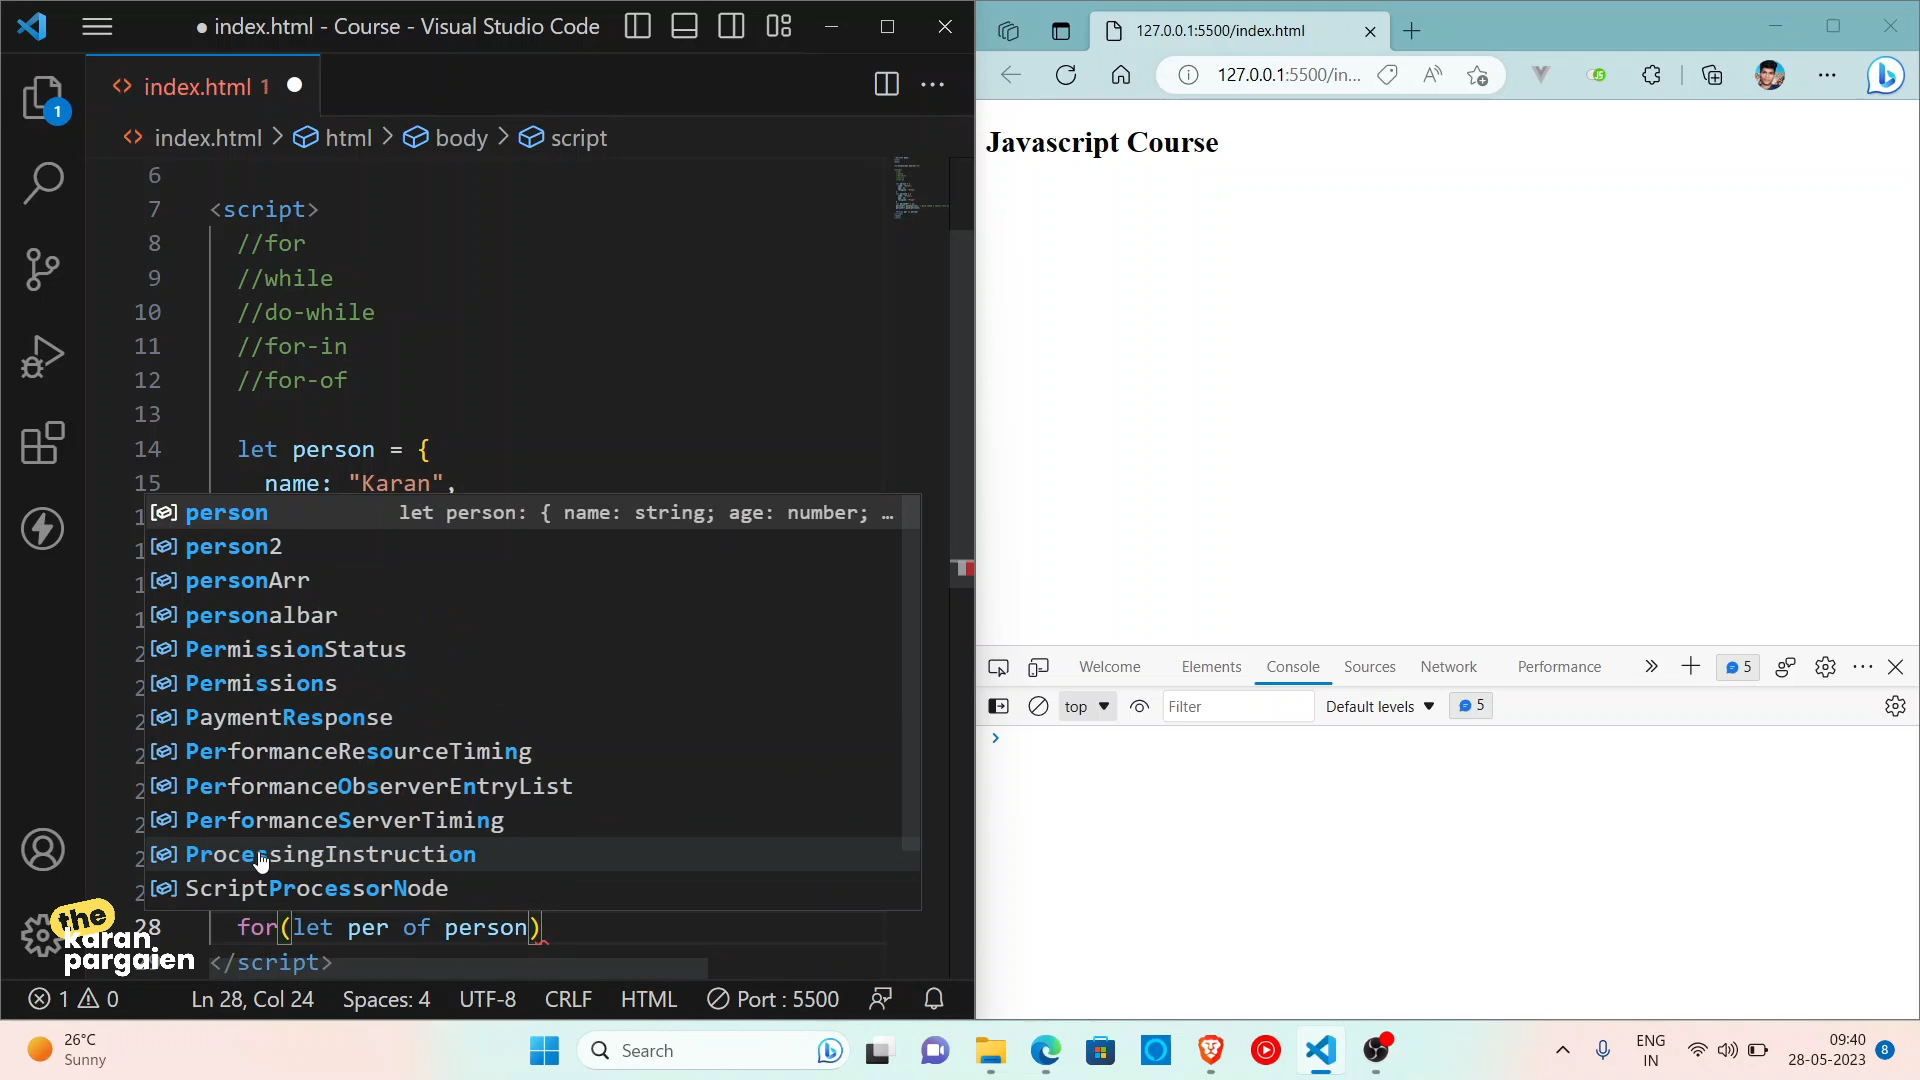 index.html - Course - Visual Studio Code
index.html 1
index.html > html > body > script
6
7 <script>
8 //for
9 //while
10 //do-while
11 //for-in
12 //for-of
13
14 let person = {
15 name: "Karan",
person let person: { name: string; age: number; …
person2
personArr
personalbar
PermissionStatus
Permissions
PaymentResponse
PerformanceResourceTiming
PerformanceObserverEntryList
PerformanceServerTiming
ProcessingInstruction
ScriptProcessorNode
28 for(let per of person)
</script>
1
the
karan
pargaien
1 0 Ln 28, Col 24 Spaces: 4 UTF-8 CRLF HTML Port : 5500
127.0.0.1:5500/index.html
127.0.0.1:5500/in...
Javascript Course
Welcome Elements Console Sources Network Performance 5
top Filter Default levels 5
26°C
Sunny
Search
ENG
IN
09:40
28-05-2023
8